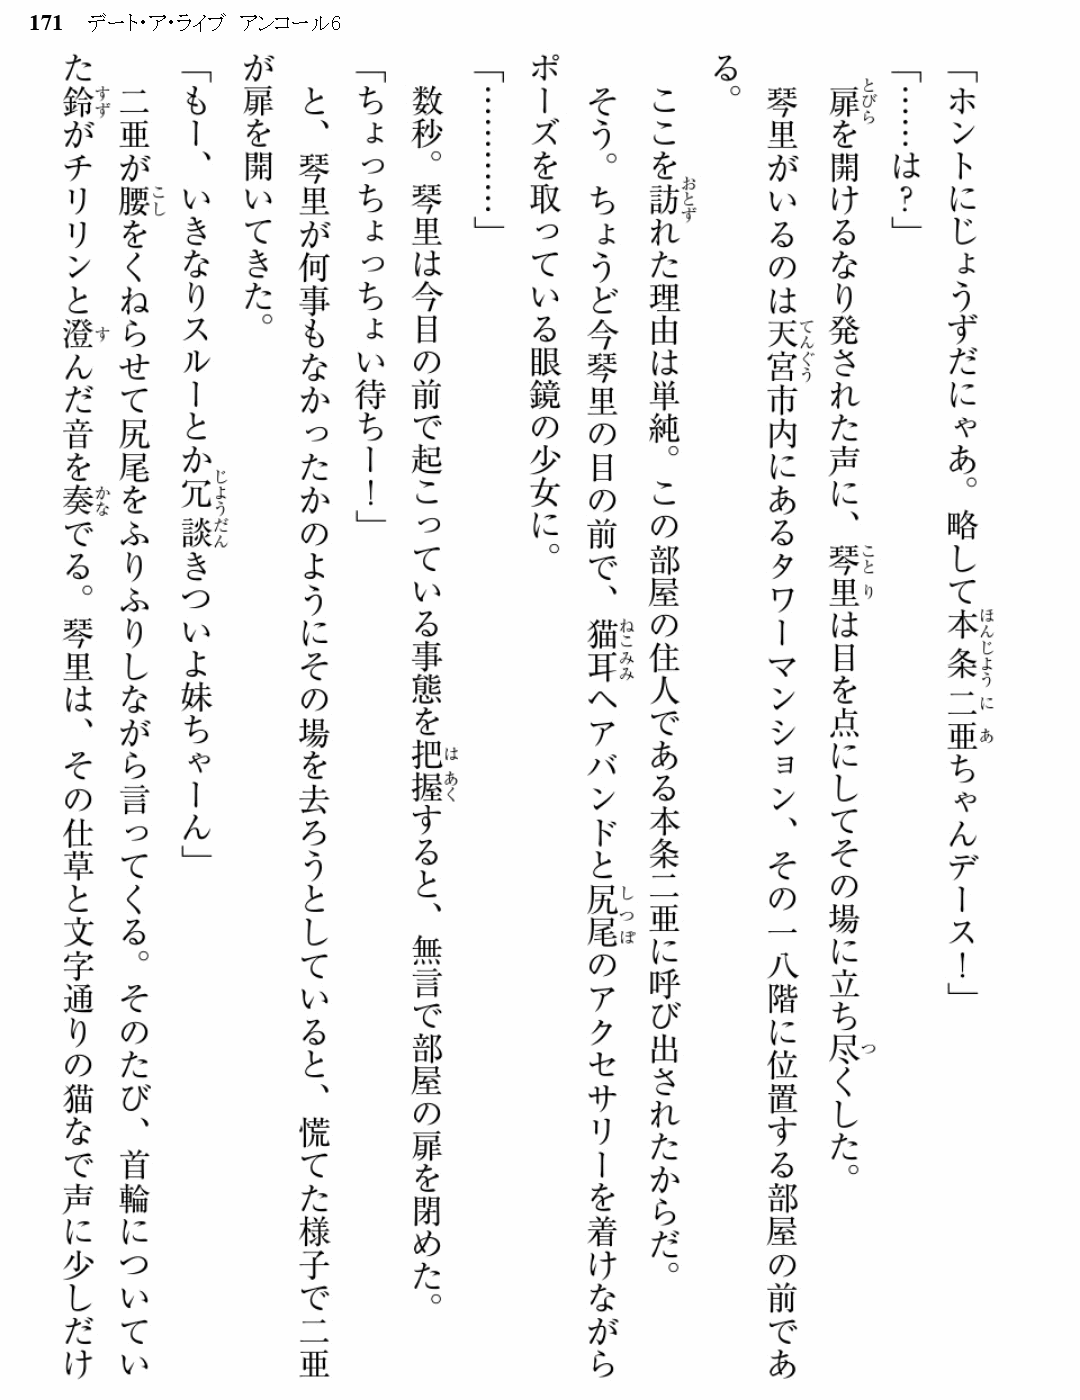 171 デート・ア・ライブ アンコール6
「ホントにじょうずだにゃあ。略して本条二亜ちゃんデース！」
「……は？」
扉を開けるなり発された声に、琴里は目を点にしてその場に立ち尽くした。
琴里がいるのは天宮市内にあるタワーマンション、その一八階に位置する部屋の前であ
る。
ここを訪れた理由は単純。この部屋の住人である本条二亜に呼び出されたからだ。
そう。ちょうど今琴里の目の前で、猫耳ヘアバンドと尻尾のアクセサリーを着けながら
ポーズを取っている眼鏡の少女に。
「…………」
数秒。琴里は今目の前で起こっている事態を把握すると、無言で部屋の扉を閉めた。
「ちょっちょっちょい待ちー！」
と、琴里が何事もなかったかのようにその場を去ろうとしていると、慌てた様子で二亜
が扉を開いてきた。
「もー、いきなりスルーとか冗談きついよ妹ちゃーん」
二亜が腰をくねらせて尻尾をふりふりしながら言ってくる。そのたび、首輪についてい
た鈴がチリリンと澄んだ音を奏でる。琴里は、その仕草と文字通りの猫なで声に少しだけ